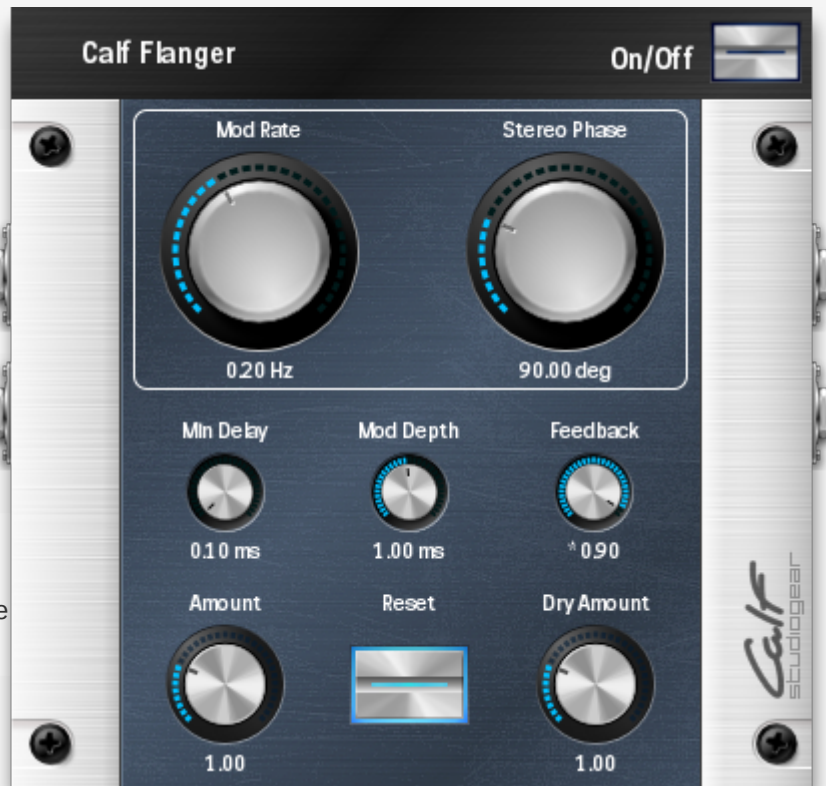 Calf Flanger
On/Off
Mod Rate
Stereo Phase
0.20 Hz
90.00 deg
Min Delay
Mod Depth
Feedback
0.10 ms
1.00 ms
* 0.90
Amount
Reset
Dry Amount
1.00
1.00
Calf
studiogear
e